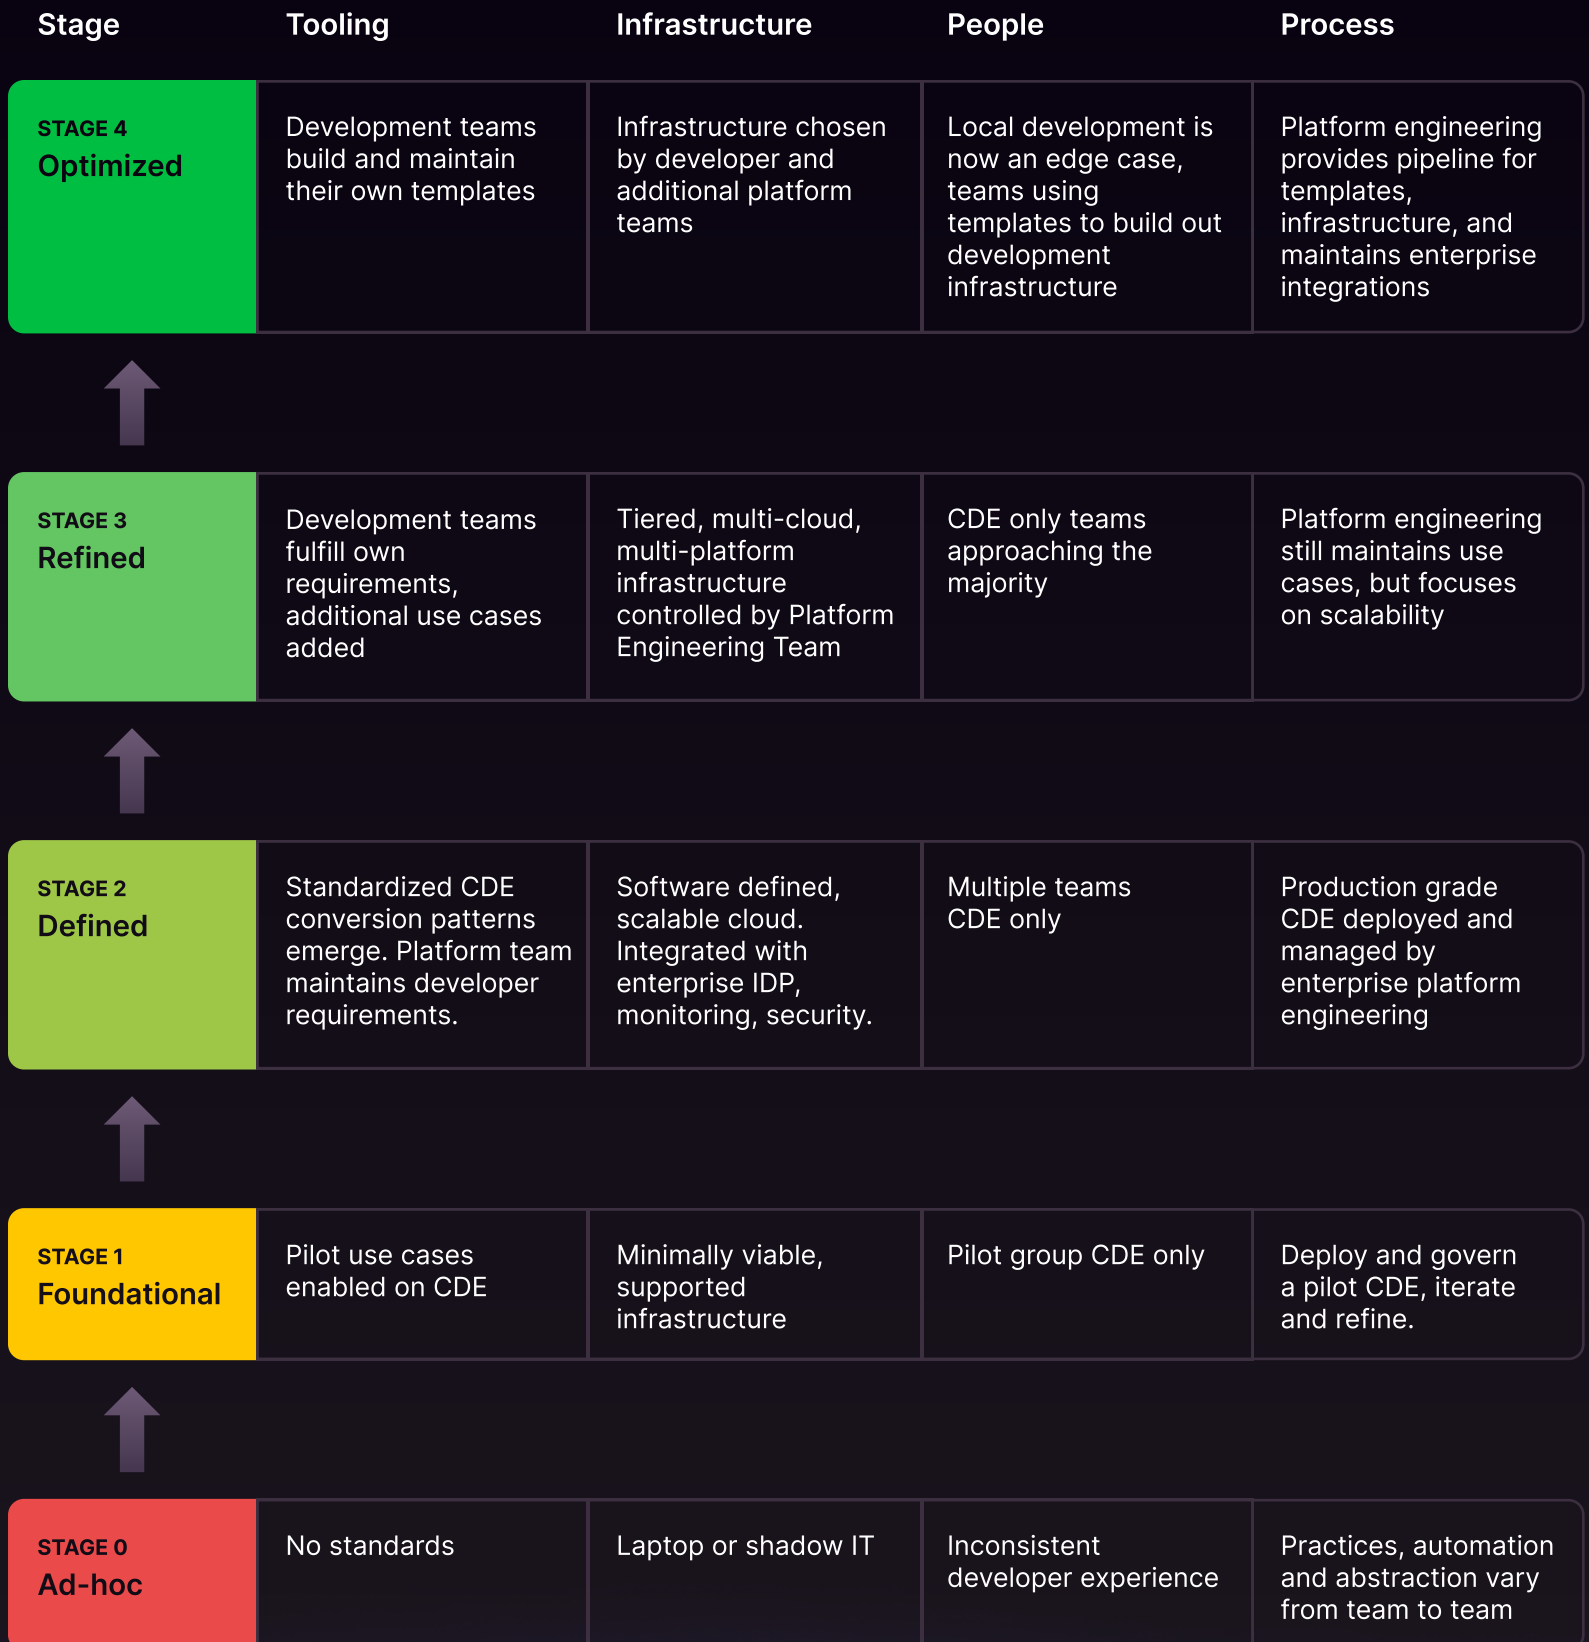 Stage
Tooling
Infrastructure
People
Process
STAGE 4
Optimized
Development teams
build and maintain
their own templates
Infrastructure chosen
by developer and
additional platform
teams
Local development is
now an edge case,
teams using
templates to build out
development
infrastructure
Platform engineering
provides pipeline for
templates,
infrastructure, and
maintains enterprise
integrations
STAGE 3
Refined
Development teams
fulfill own
requirements,
additional use cases
added
Tiered, multi-cloud,
multi-platform
infrastructure
controlled by Platform
Engineering Team
CDE only teams
approaching the
majority
Platform engineering
still maintains use
cases, but focuses
on scalability
STAGE 2
Defined
Standardized CDE
conversion patterns
emerge. Platform team
maintains developer
requirements.
Software defined,
scalable cloud.
Integrated with
enterprise IDP,
monitoring, security.
Multiple teams
CDE only
Production grade
CDE deployed and
managed by
enterprise platform
engineering
STAGE 1
Foundational
Pilot use cases
enabled on CDE
Minimally viable,
supported
infrastructure
Pilot group CDE only
Deploy and govern
a pilot CDE, iterate
and refine.
STAGE 0
Ad-hoc
No standards
Laptop or shadow IT
Inconsistent
developer experience
Practices, automation
and abstraction vary
from team to team